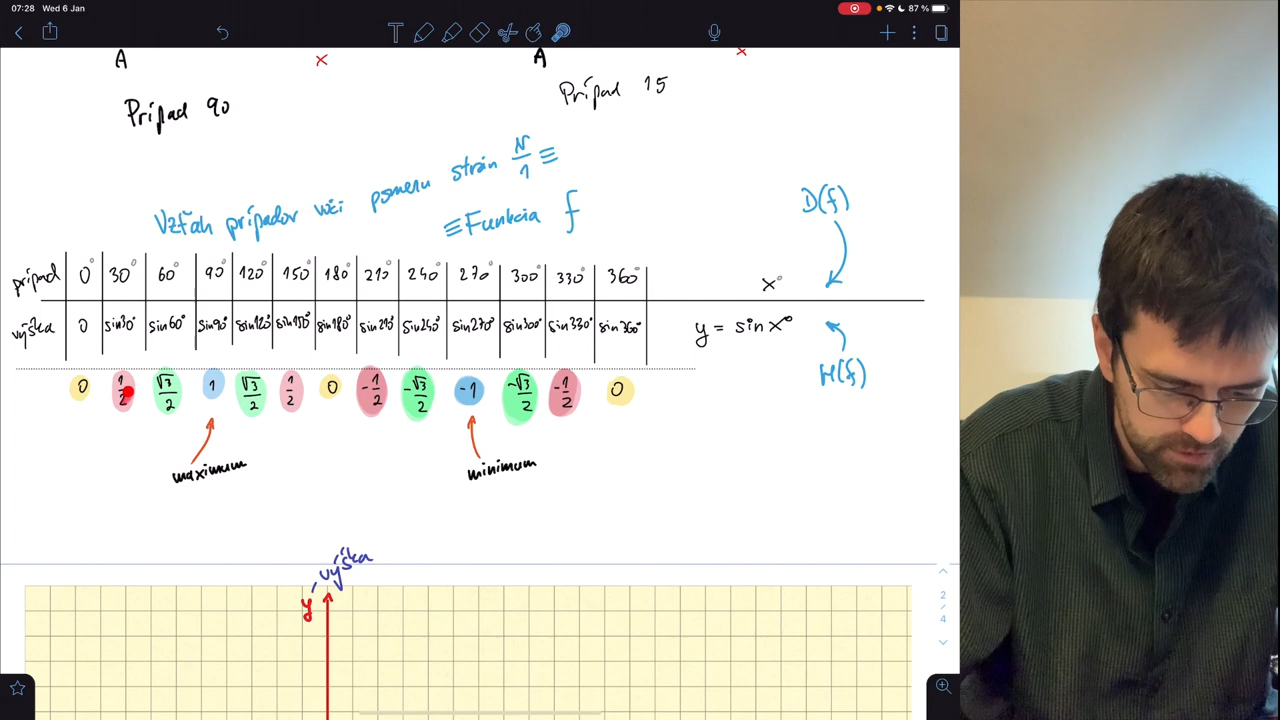 07:28 Wed 6 Jan
87 %
A
x
A
x
Prípad 90
Prípad 15
Vzťah prípadov voči pomeru strán N/1 ≡
≡ Funkcia f
D(f)
prípad 0° 30° 60° 90° 120° 150° 180° 210° 240° 270° 300° 330° 360° x°
výška 0 sin30° sin60° sin90° sin120° sin150° sin180° sin210° sin240° sin270° sin300° sin330° sin360° y = sin x°
H(f)
0 1/2 √3/2 1 √3/2 1/2 0 -1/2 -√3/2 -1 -√3/2 -1/2 0
maximum
minimum
y - výška
2
/
4